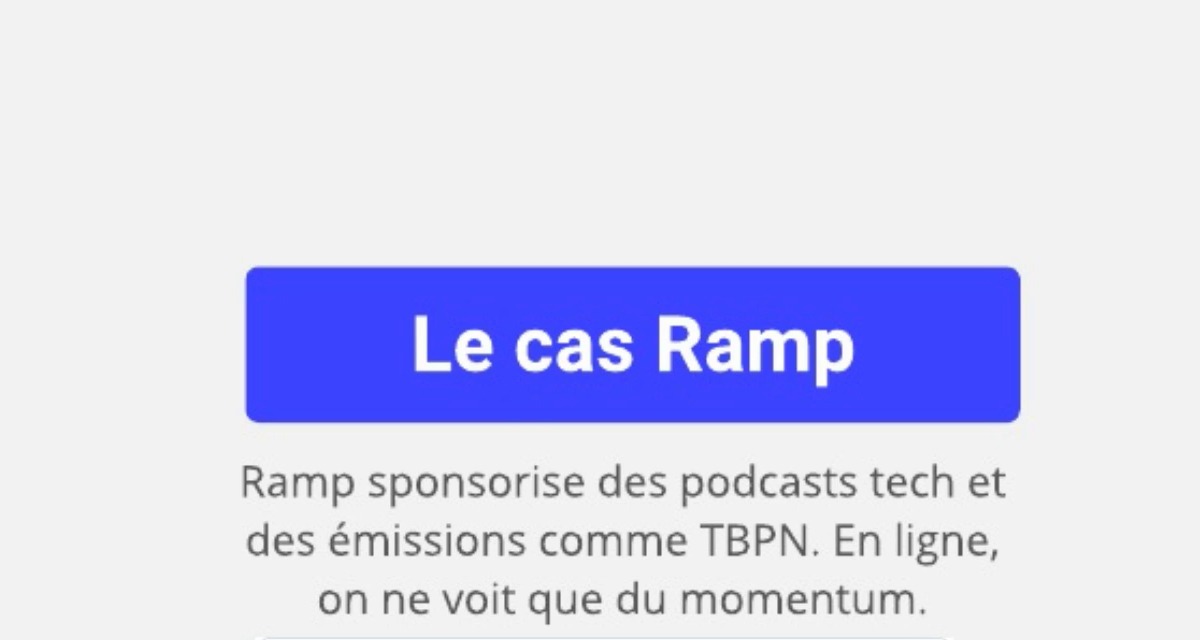 Le cas Ramp
Ramp sponsorise des podcasts tech et
des émissions comme TBPN. En ligne,
on ne voit que du momentum.